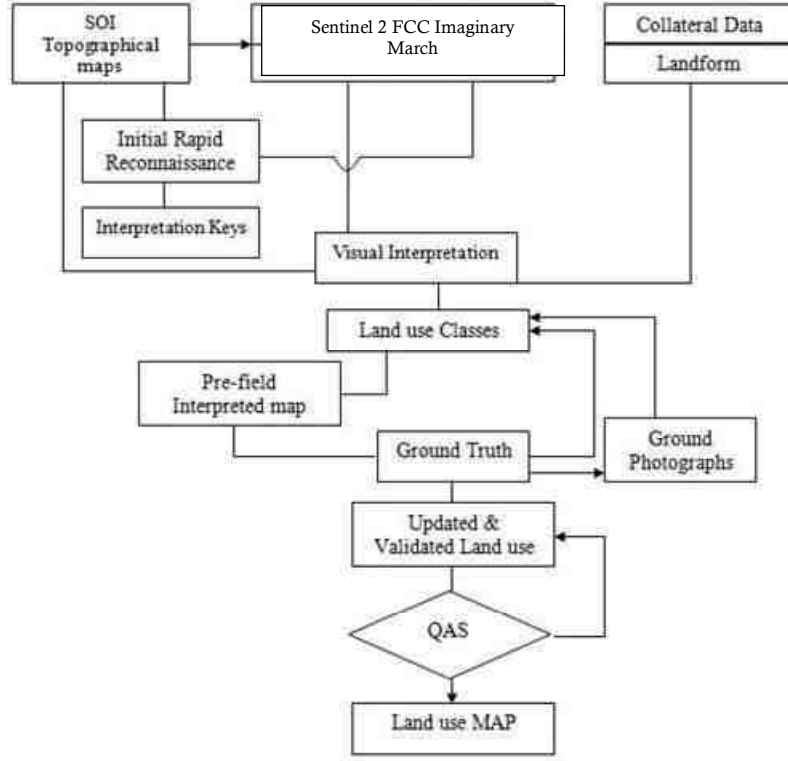 SOI
Topographical
maps
Sentinel 2 FCC Imaginary
March
Collateral Data
Landform
Initial Rapid
Reconnaissance
Interpretation Keys
Visual Interpretation
Land use Classes
Pre-field
Interpreted map
Ground Truth
Ground
Photographs
Updated &
Validated Land use
QAS
Land use MAP